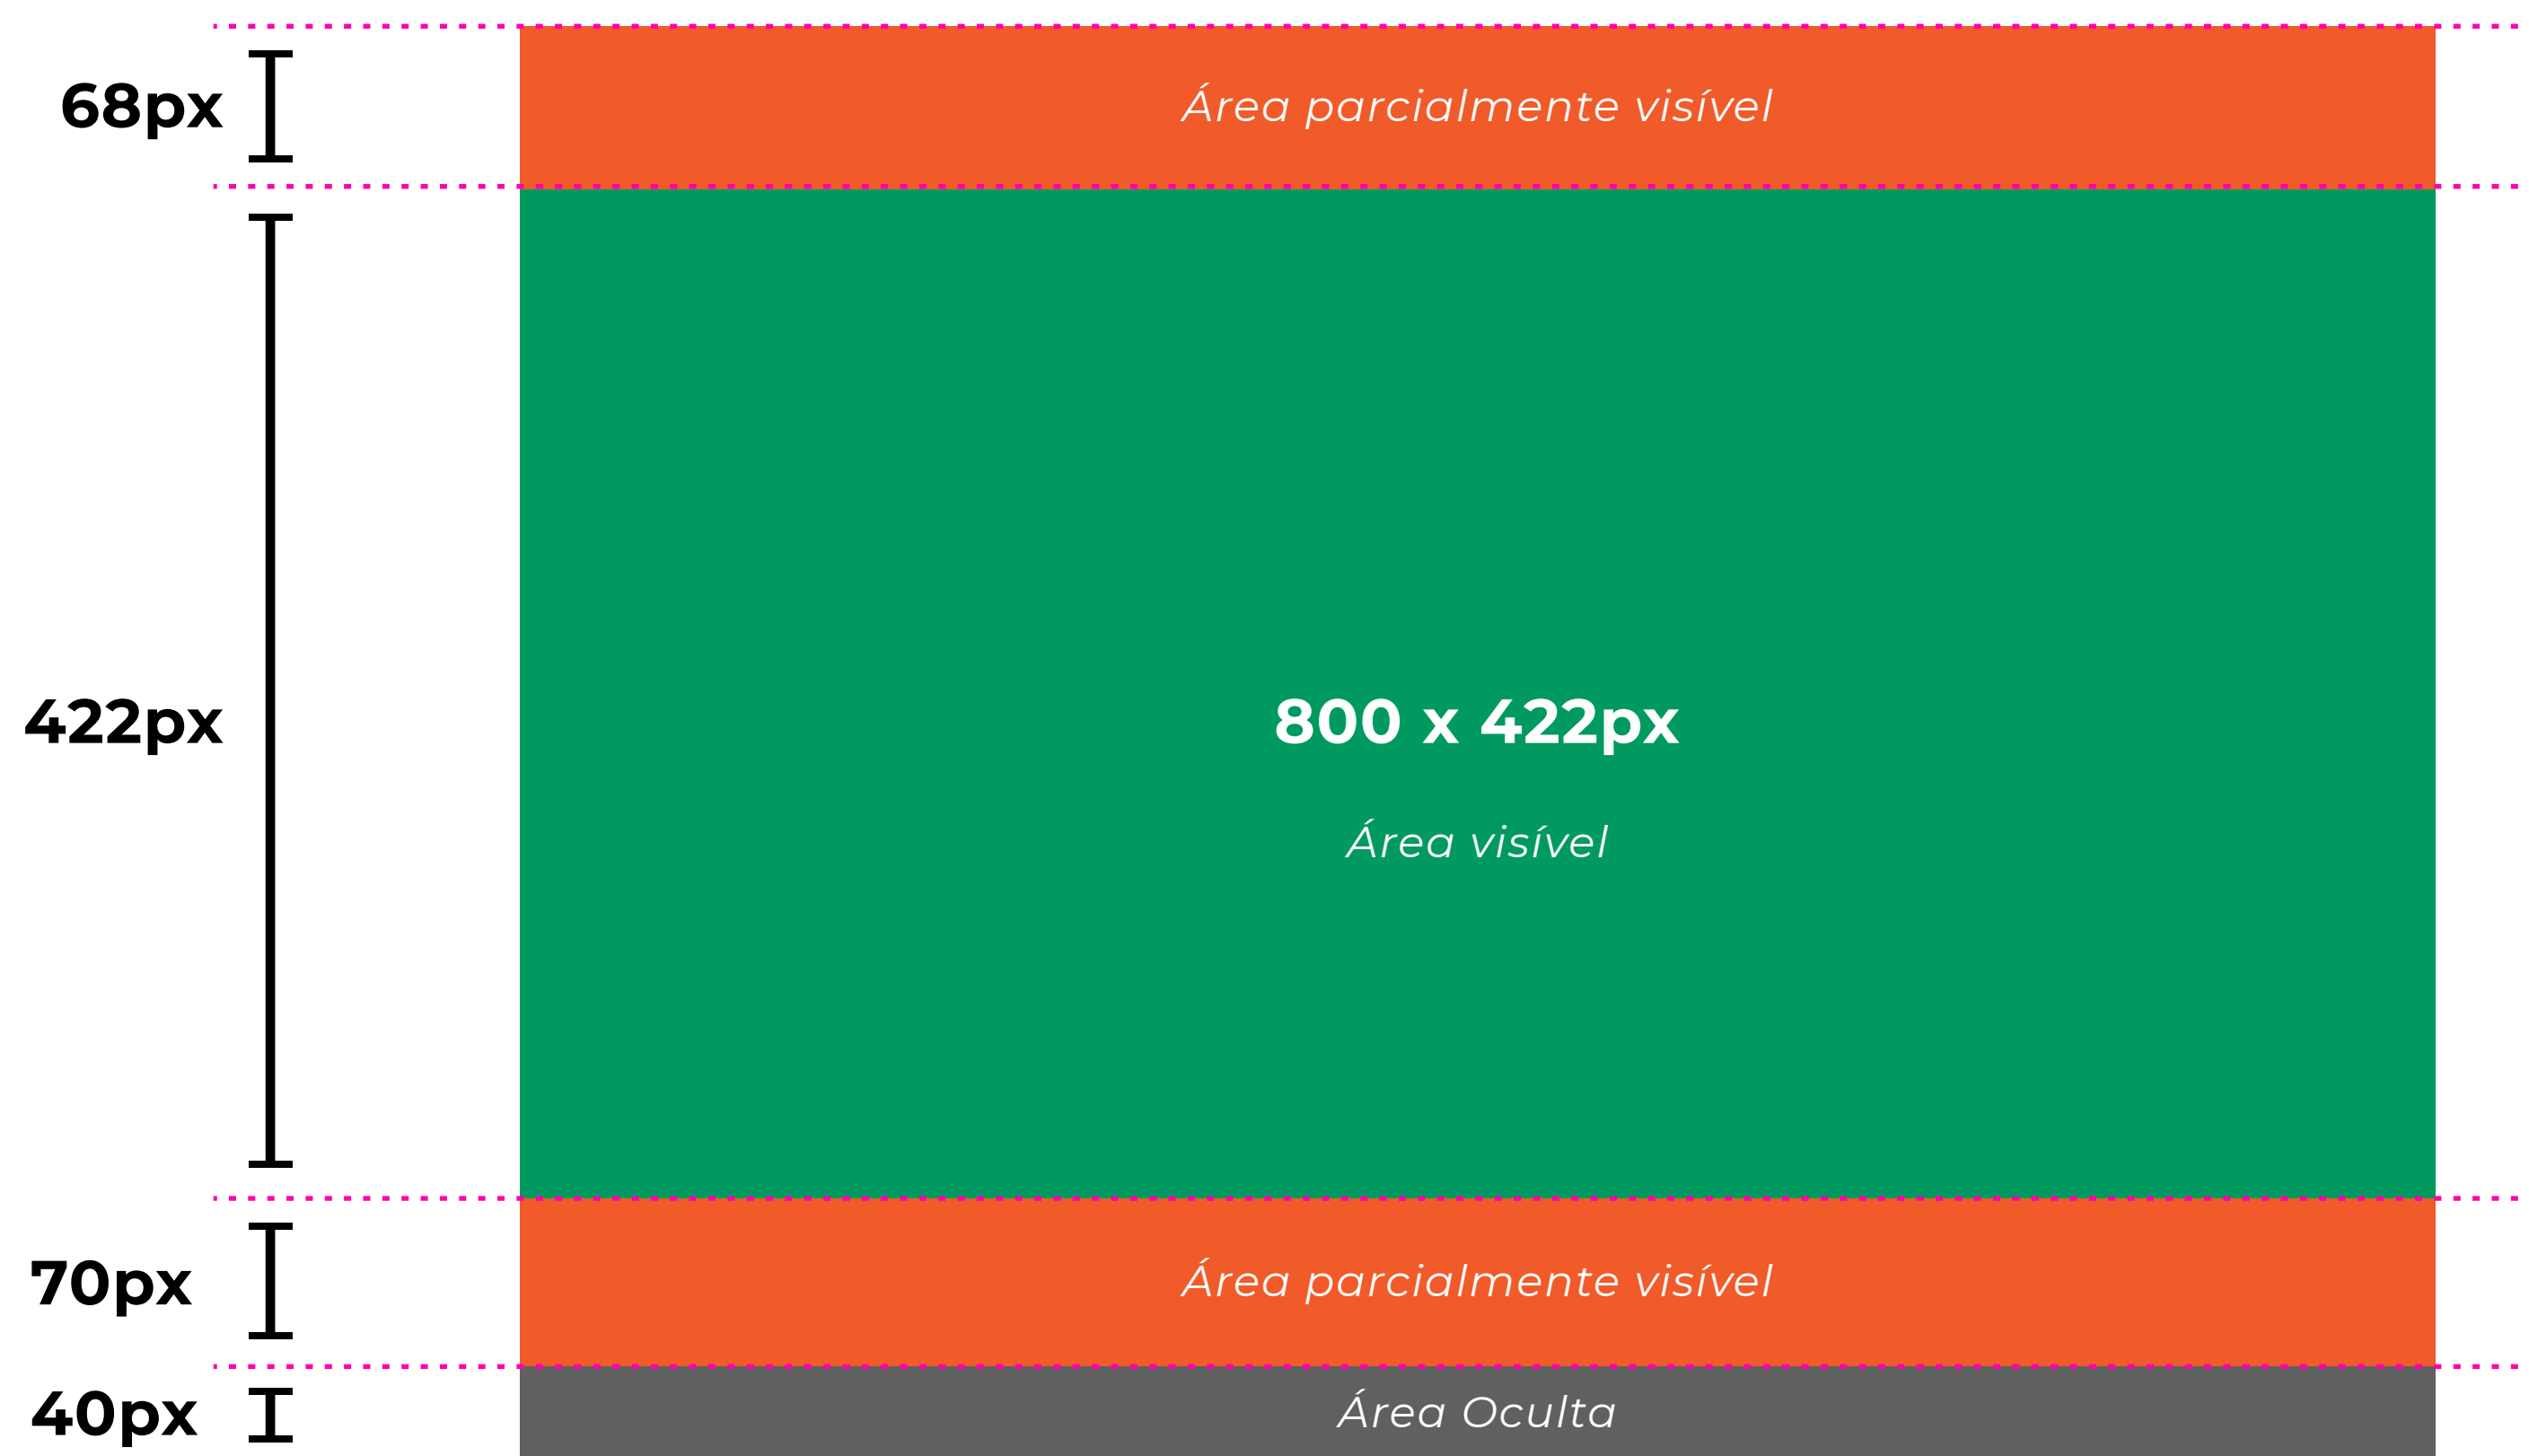 68px
Área parcialmente visível
422px
800 x 422px
Área visível
70px
Área parcialmente visível
40px
Área Oculta